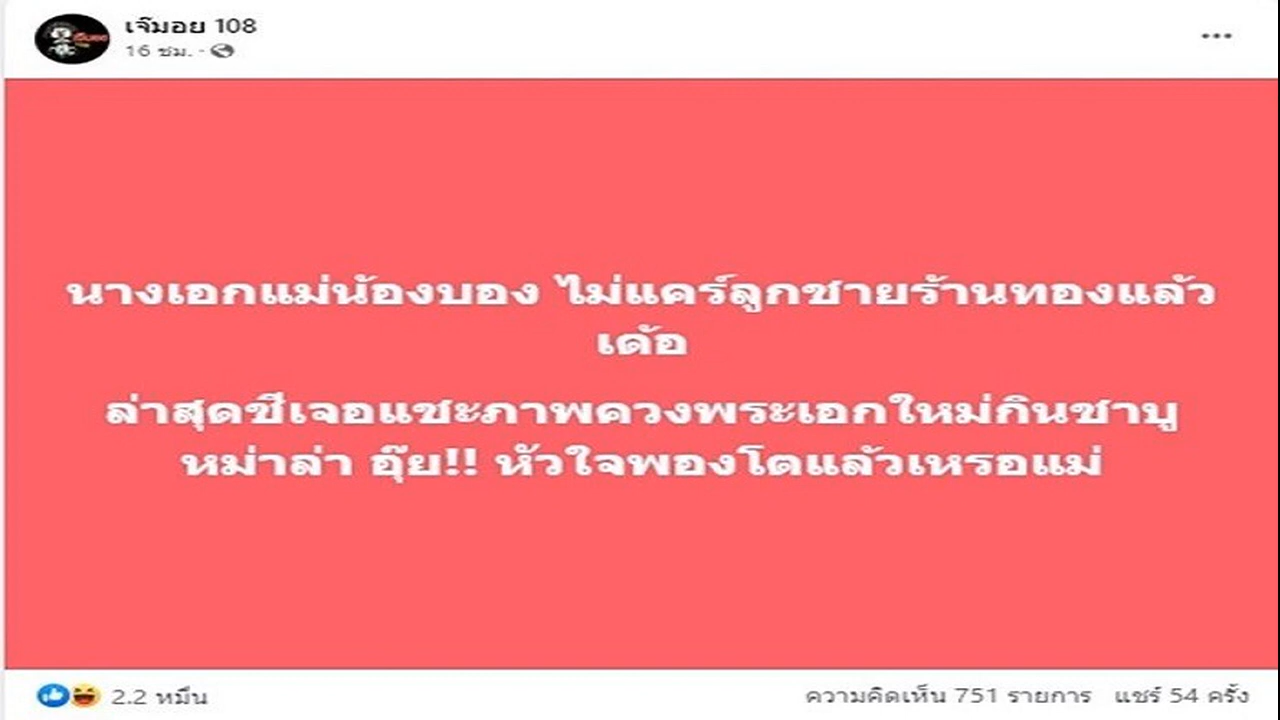 เจ๊มอย 108
16 ชม. ·
นางเอกแม่น้องบอง ไม่แคร์ลูกชายร้านทองแล้ว
เด้อ
ล่าสุดขีเจอแชะภาพควงพระเอกใหม่กินชาบู
หม่าล่า อุ๊ย!! หัวใจพองโตแล้วเหรอแม่
2.2 หมื่น
ความคิดเห็น 751 รายการ แชร์ 54 ครั้ง